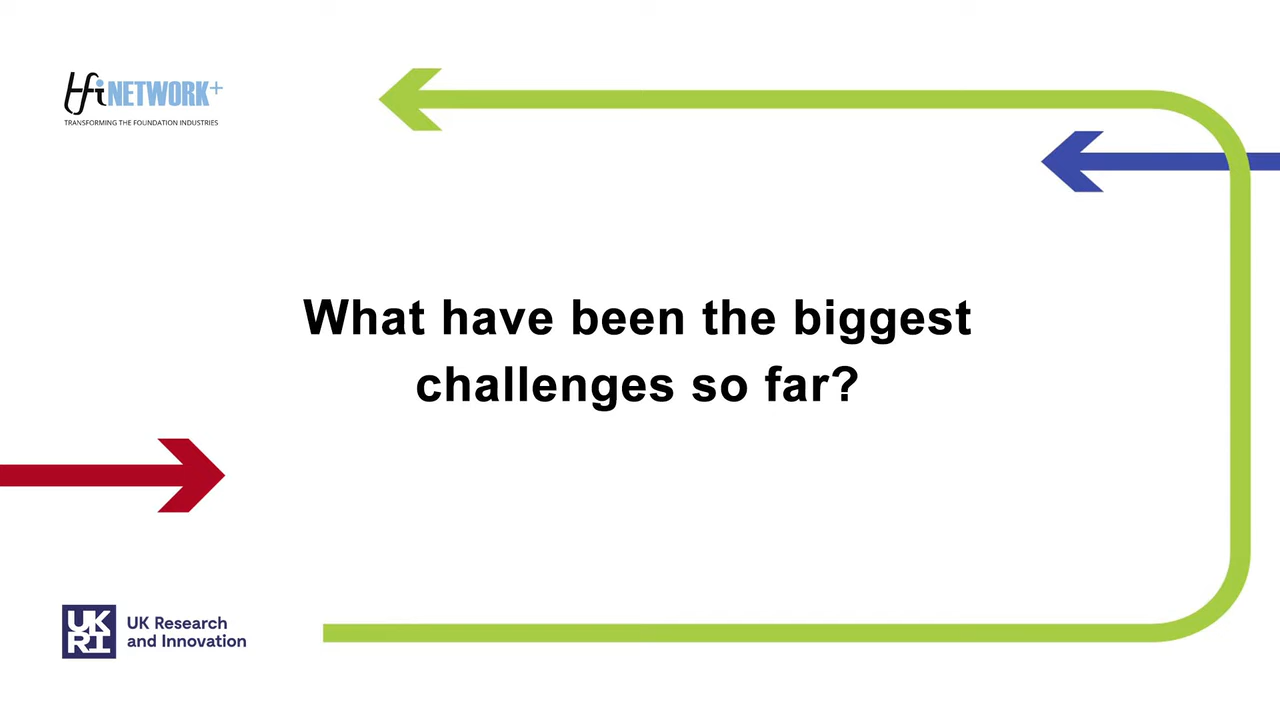 tfi NETWORK+
TRANSFORMING THE FOUNDATION INDUSTRIES
What have been the biggest
challenges so far?
UK
RI
UK Research
and Innovation